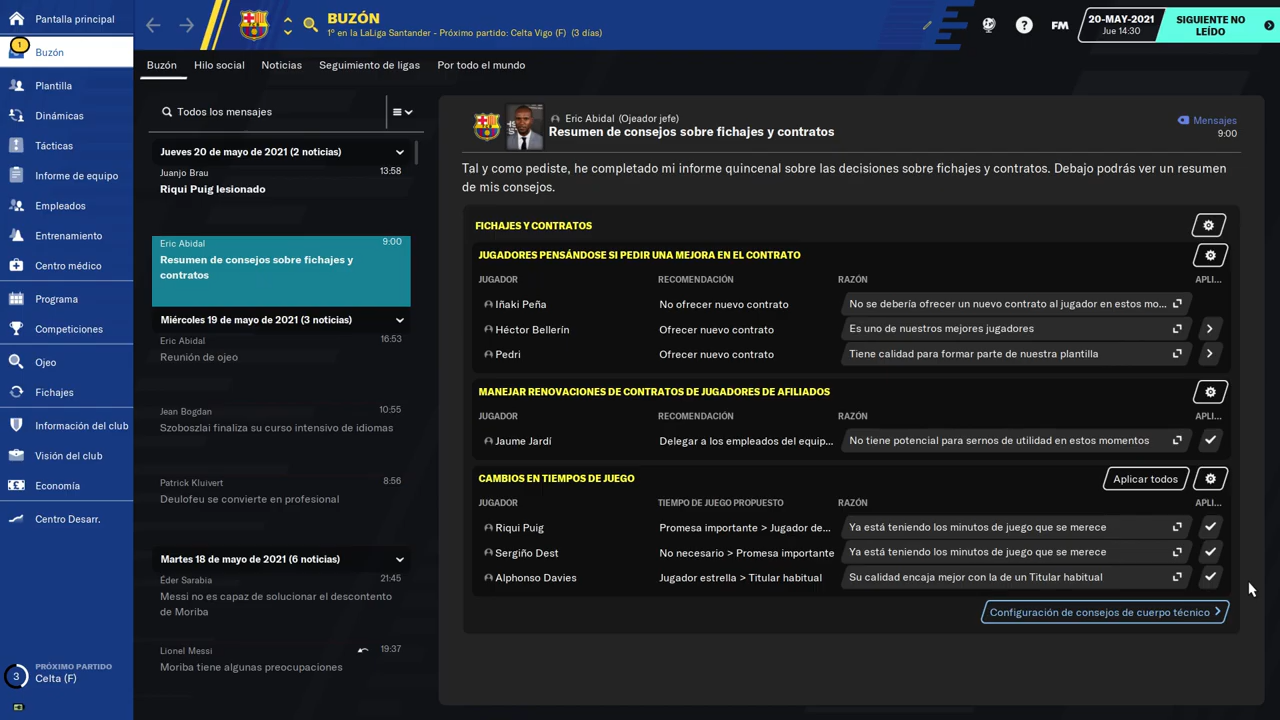 Pantalla principal
1
Buzón
Plantilla
Dinámicas
Tácticas
Informe de equipo
Empleados
Entrenamiento
Centro médico
Programa
Competiciones
Ojeo
Fichajes
Información del club
Visión del club
Economía
Centro Desarr.
3
PRÓXIMO PARTIDO
Celta (F)
BUZÓN
1º en la LaLiga Santander - Próximo partido: Celta Vigo (F) (3 días)
?
FM
20-MAY-2021
Jue 14:30
SIGUIENTE NO
LEÍDO
Buzón
Hilo social
Noticias
Seguimiento de ligas
Por todo el mundo
Todos los mensajes
Jueves 20 de mayo de 2021 (2 noticias)
Juanjo Brau 13:58
Riqui Puig lesionado
Eric Abidal 9:00
Resumen de consejos sobre fichajes y
contratos
Miércoles 19 de mayo de 2021 (3 noticias)
Eric Abidal 16:53
Reunión de ojeo
Jean Bogdan 10:55
Szoboszlai finaliza su curso intensivo de idiomas
Patrick Kluivert 8:56
Deulofeu se convierte en profesional
Martes 18 de mayo de 2021 (6 noticias)
Éder Sarabia 21:45
Messi no es capaz de solucionar el descontento
de Moriba
Lionel Messi 19:37
Moriba tiene algunas preocupaciones
Eric Abidal (Ojeador jefe)
Resumen de consejos sobre fichajes y contratos
Mensajes
9:00
Tal y como pediste, he completado mi informe quincenal sobre las decisiones sobre fichajes y contratos. Debajo podrás ver un resumen
de mis consejos.
FICHAJES Y CONTRATOS
JUGADORES PENSÁNDOSE SI PEDIR UNA MEJORA EN EL CONTRATO
JUGADOR RECOMENDACIÓN RAZÓN APLI...
Iñaki Peña No ofrecer nuevo contrato No se debería ofrecer un nuevo contrato al jugador en estos mo...
Héctor Bellerín Ofrecer nuevo contrato Es uno de nuestros mejores jugadores
Pedri Ofrecer nuevo contrato Tiene calidad para formar parte de nuestra plantilla
MANEJAR RENOVACIONES DE CONTRATOS DE JUGADORES DE AFILIADOS
JUGADOR RECOMENDACIÓN RAZÓN APLI...
Jaume Jardí Delegar a los empleados del equip... No tiene potencial para sernos de utilidad en estos momentos
CAMBIOS EN TIEMPOS DE JUEGO Aplicar todos
JUGADOR TIEMPO DE JUEGO PROPUESTO RAZÓN APLI...
Riqui Puig Promesa importante > Jugador de... Ya está teniendo los minutos de juego que se merece
Sergiño Dest No necesario > Promesa importante Ya está teniendo los minutos de juego que se merece
Alphonso Davies Jugador estrella > Titular habitual Su calidad encaja mejor con la de un Titular habitual
Configuración de consejos de cuerpo técnico